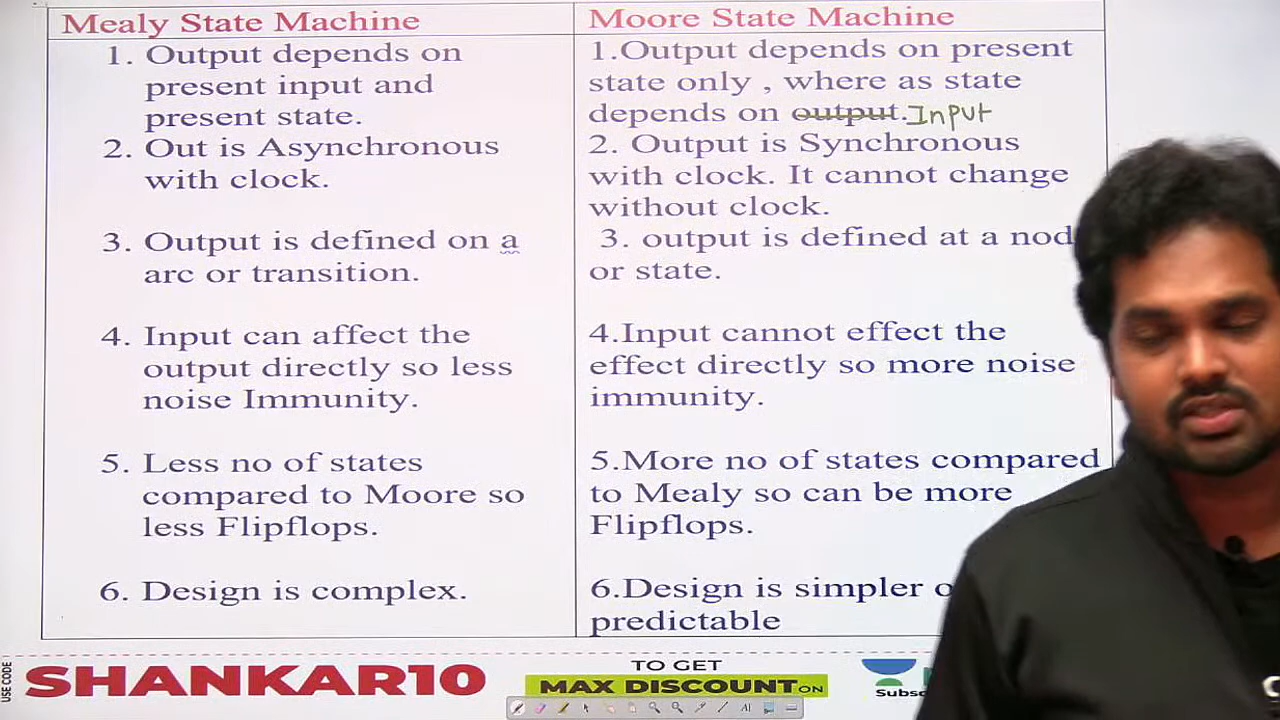 Mealy State Machine
1. Output depends on
present input and
present state.
2. Out is Asynchronous
with clock.
3. Output is defined on a
arc or transition.
4. Input can affect the
output directly so less
noise Immunity.
5. Less no of states
compared to Moore so
less Flipflops.
6. Design is complex.
Moore State Machine
1.Output depends on present
state only , where as state
depends on output. Input
2. Output is Synchronous
with clock. It cannot change
without clock.
3. output is defined at a nod
or state.
4.Input cannot effect the
effect directly so more noise
immunity.
5.More no of states compared
to Mealy so can be more
Flipflops.
6.Design is simpler o
predictable
USE CODE
SHANKAR10
TO GET
MAX DISCOUNT ON
Subsc